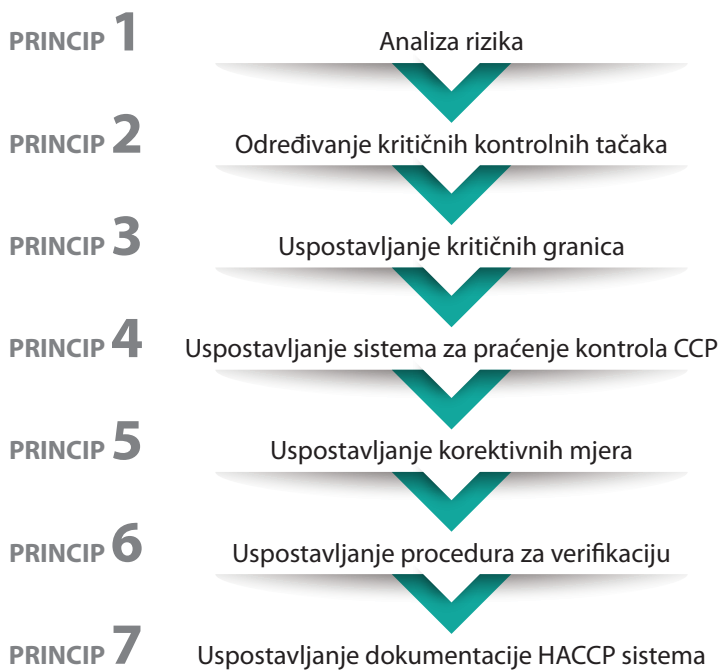 PRINCIP 1 Analiza rizika
PRINCIP 2 Određivanje kritičnih kontrolnih tačaka
PRINCIP 3 Uspostavljanje kritičnih granica
PRINCIP 4 Uspostavljanje sistema za praćenje kontrola CCP
PRINCIP 5 Uspostavljanje korektivnih mjera
PRINCIP 6 Uspostavljanje procedura za verifikaciju
PRINCIP 7 Uspostavljanje dokumentacije HACCP sistema